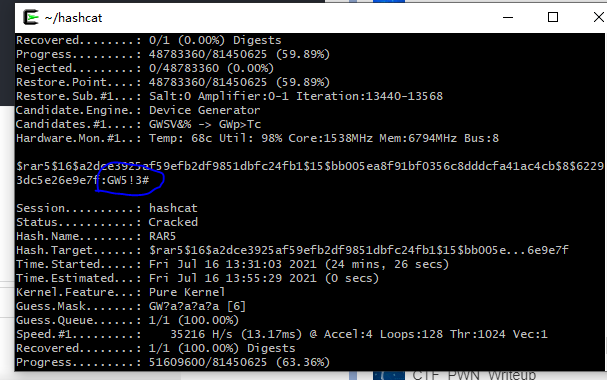 ~/hashcat
Recovered........: 0/1 (0.00%) Digests
Progress.........: 48783360/81450625 (59.89%)
Rejected.........: 0/48783360 (0.00%)
Restore.Point....: 48783360/81450625 (59.89%)
Restore.Sub.#1...: Salt:0 Amplifier:0-1 Iteration:13440-13568
Candidate.Engine.: Device Generator
Candidates.#1....: GWSV&% -> GWp>Tc
Hardware.Mon.#1..: Temp: 68c Util: 98% Core:1538MHz Mem:6794MHz Bus:8
$rar5$16$a2dce3925af59efb2df9851dbfc24fb1$15$bb005ea8f91bf0356c8dddcfa41ac4cb$8$6229
3dc5e26e9e7f:GW5!3#
Session..........: hashcat
Status...........: Cracked
Hash.Name........: RAR5
Hash.Target......: $rar5$16$a2dce3925af59efb2df9851dbfc24fb1$15$bb005e...6e9e7f
Time.Started.....: Fri Jul 16 13:31:03 2021 (24 mins, 26 secs)
Time.Estimated...: Fri Jul 16 13:55:29 2021 (0 secs)
Kernel.Feature...: Pure Kernel
Guess.Mask.......: GW?a?a?a?a [6]
Guess.Queue......: 1/1 (100.00%)
Speed.#1.........: 35216 H/s (13.17ms) @ Accel:4 Loops:128 Thr:1024 Vec:1
Recovered........: 1/1 (100.00%) Digests
Progress.........: 51609600/81450625 (63.36%)
CTF_PWN_Writeup